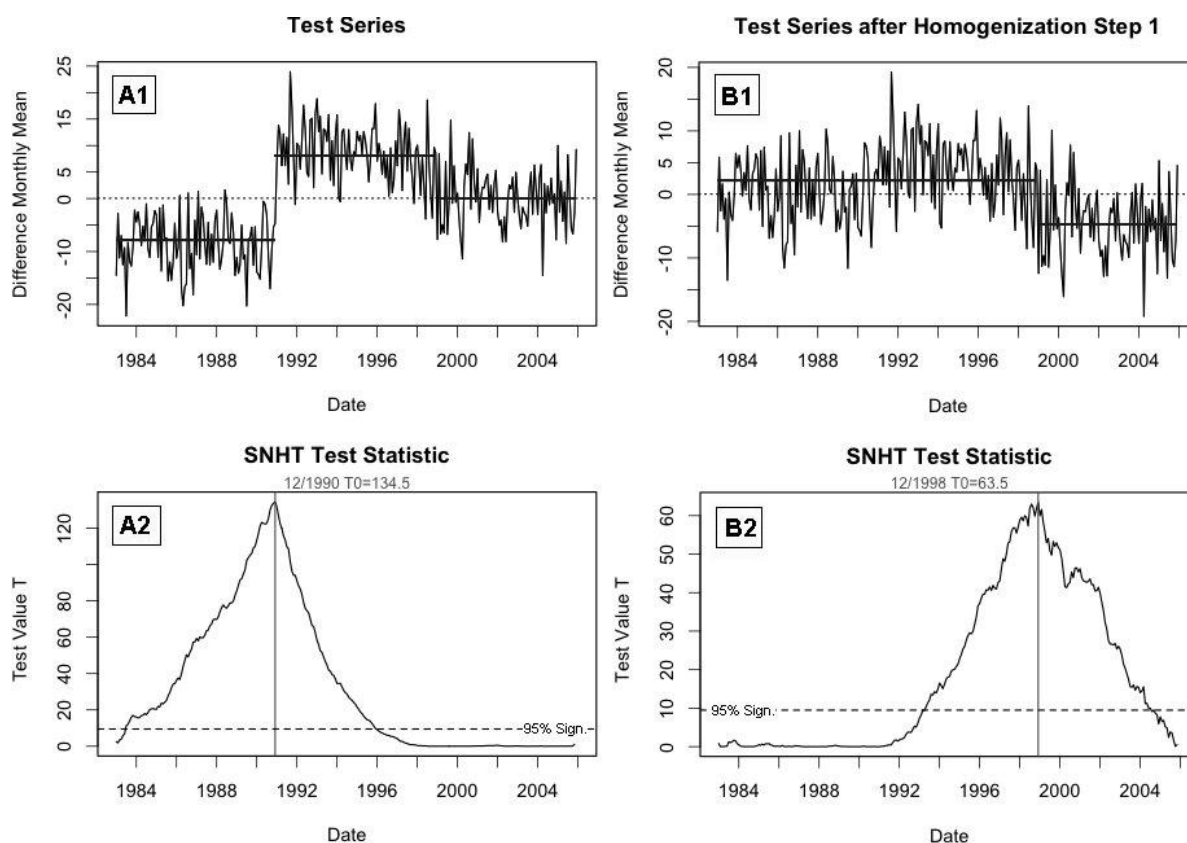 Test Series
A1
Difference Monthly Mean
25
15
5
0
-10
-20
1984 1988 1992 1996 2000 2004
Date
Test Series after Homogenization Step 1
B1
Difference Monthly Mean
20
10
5
0
-10
-20
1984 1988 1992 1996 2000 2004
Date
SNHT Test Statistic
12/1990 T0=134.5
A2
Test Value T
120
80
60
40
20
0
95% Sign.
1984 1988 1992 1996 2000 2004
Date
SNHT Test Statistic
12/1998 T0=63.5
B2
Test Value T
60
50
40
30
20
10
0
95% Sign.
1984 1988 1992 1996 2000 2004
Date